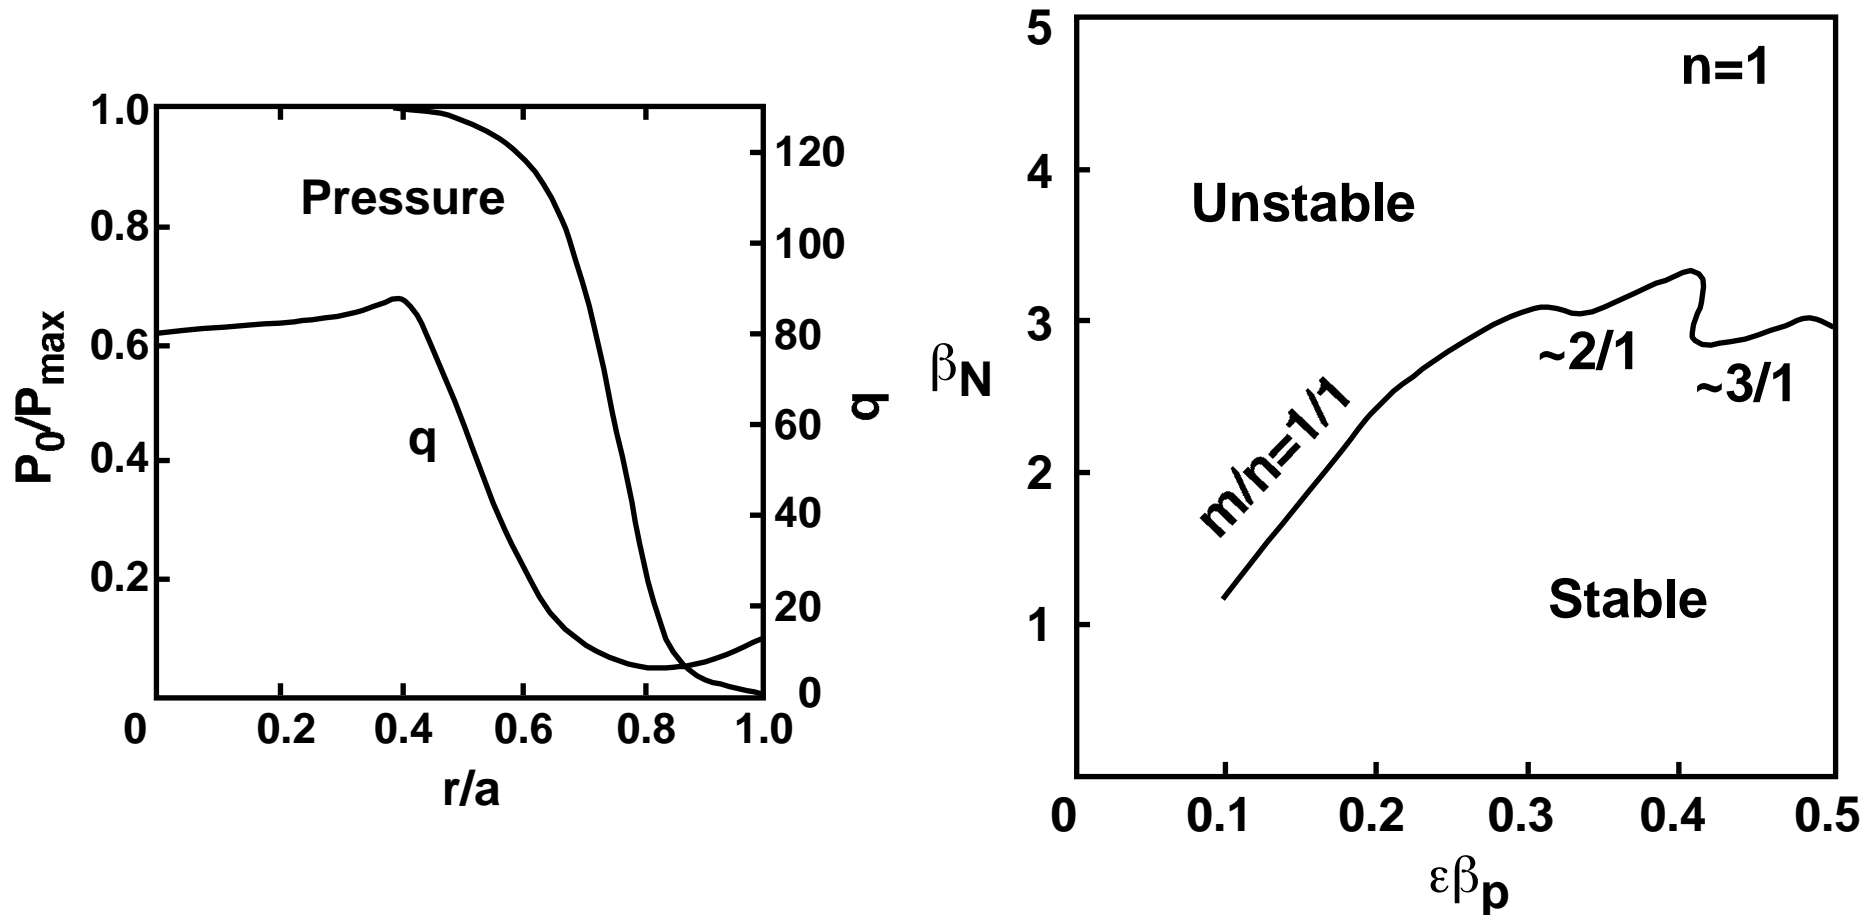 1.0
0.8
0.6
0.4
0.2
P0/Pmax
Pressure
q
120
100
80
60
40
20
0
q
0 0.2 0.4 0.6 0.8 1.0
r/a
5
4
3
2
1
βN
n=1
Unstable
m/n=1/1
~2/1
~3/1
Stable
0 0.1 0.2 0.3 0.4 0.5
εβp